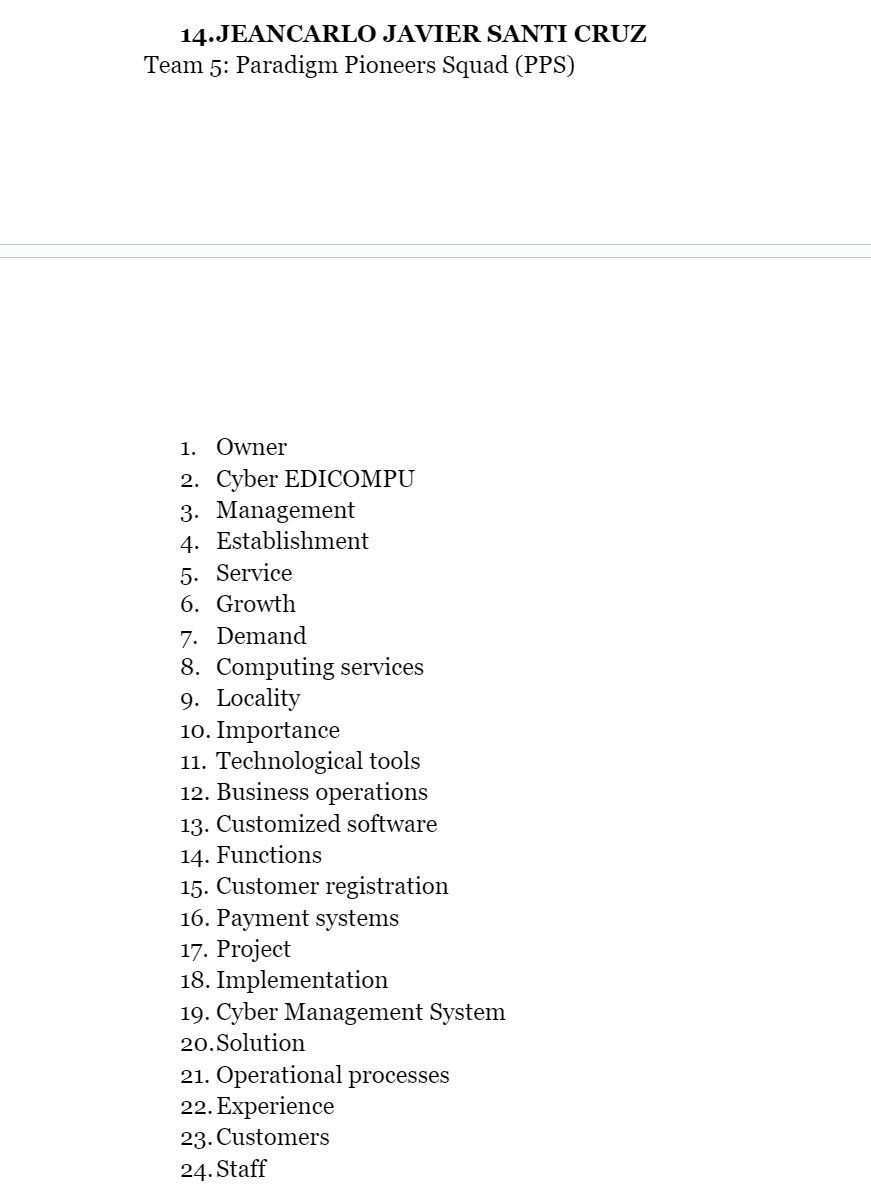 14.JEANCARLO JAVIER SANTI CRUZ
Team 5: Paradigm Pioneers Squad (PPS)
1. Owner
2. Cyber EDICOMPU
3. Management
4. Establishment
5. Service
6. Growth
7. Demand
8. Computing services
9. Locality
10. Importance
11. Technological tools
12. Business operations
13. Customized software
14. Functions
15. Customer registration
16. Payment systems
17. Project
18. Implementation
19. Cyber Management System
20.Solution
21. Operational processes
22.Experience
23.Customers
24.Staff